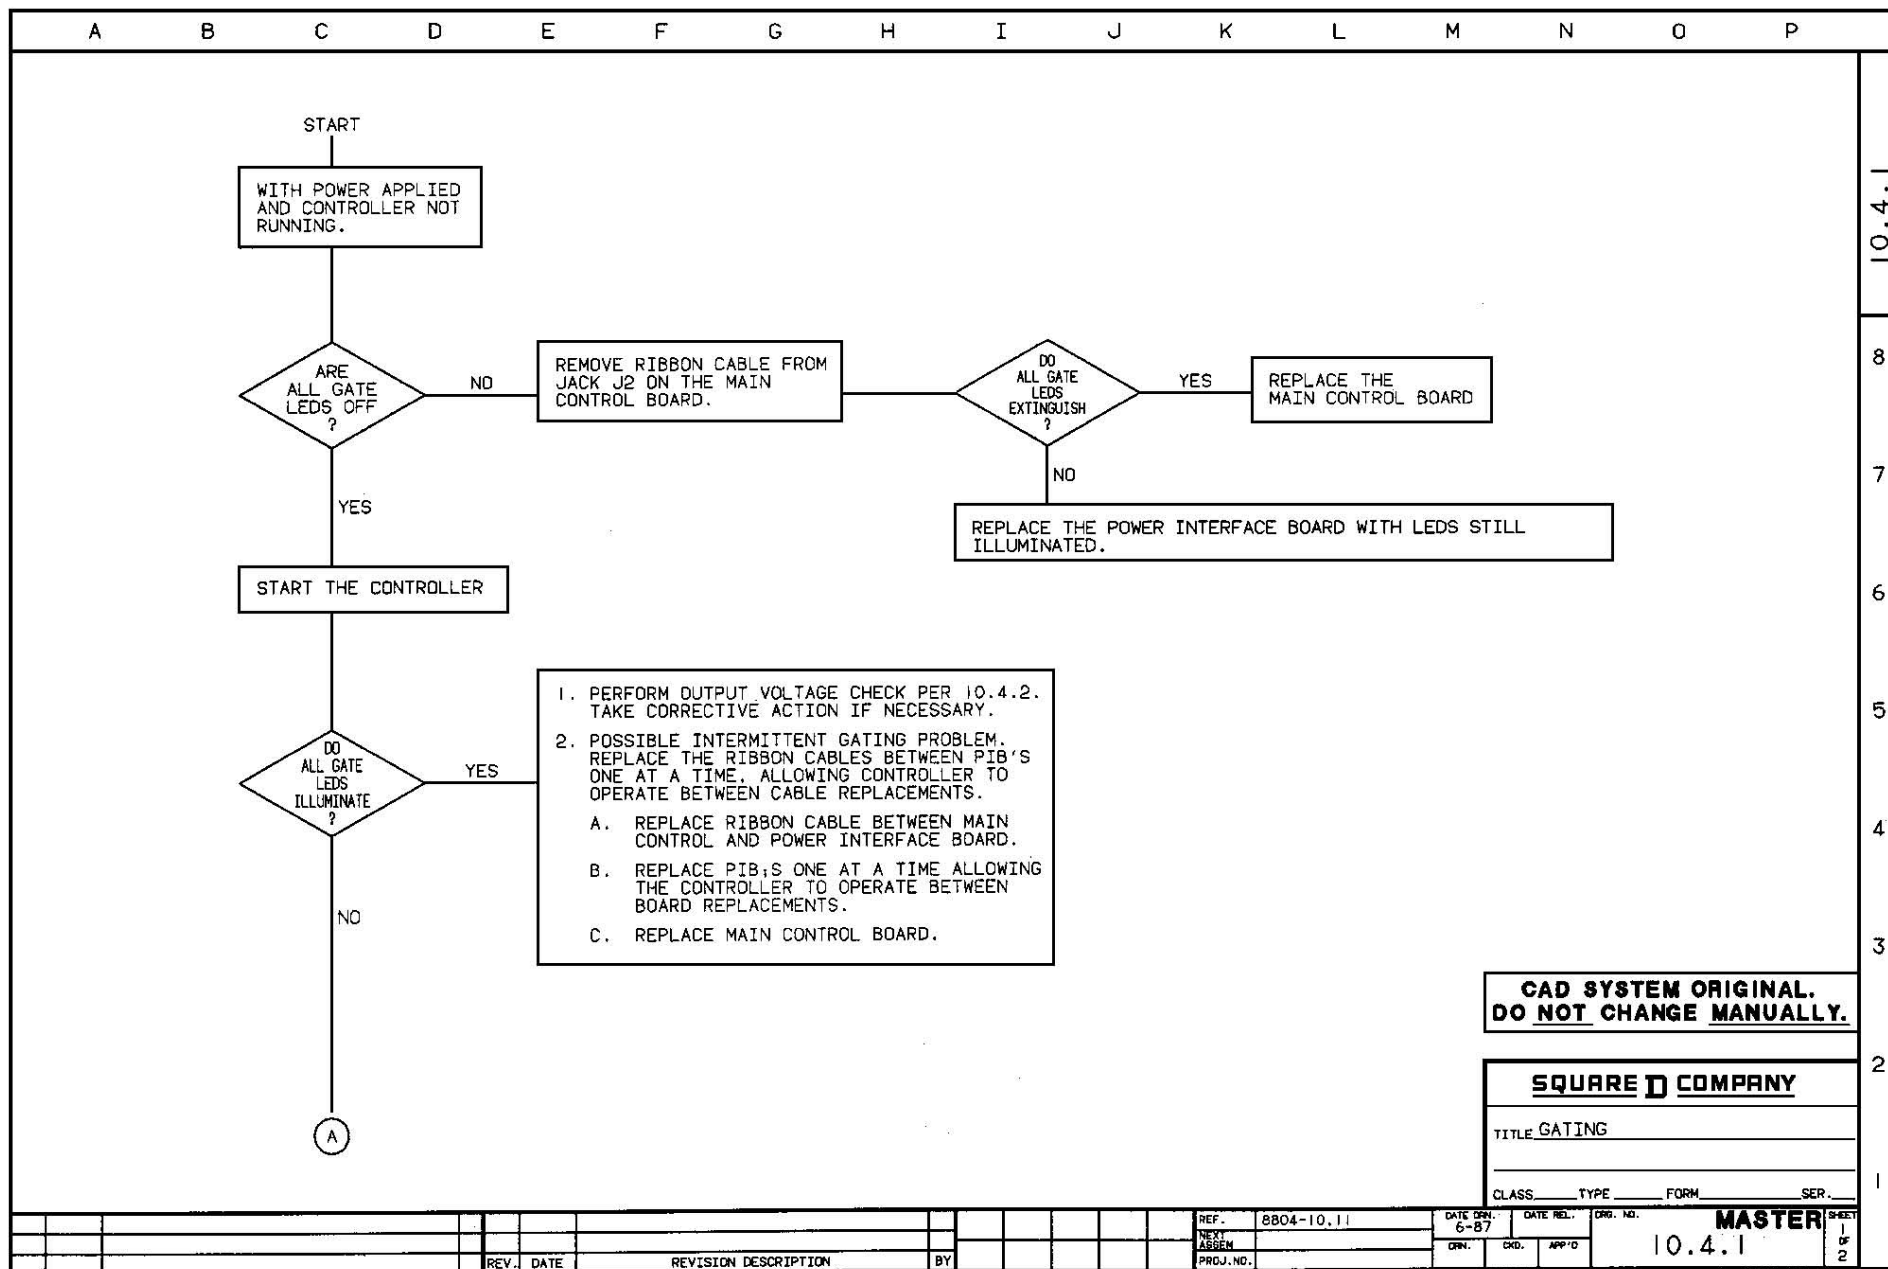 A B C D E F G H I J K L M N O P
START
WITH POWER APPLIED
AND CONTROLLER NOT
RUNNING.
10.4.1
ARE
ALL GATE
LEDS OFF
?
NO
REMOVE RIBBON CABLE FROM
JACK J2 ON THE MAIN
CONTROL BOARD.
DO
ALL GATE
LEDS
EXTINGUISH
?
YES
REPLACE THE
MAIN CONTROL BOARD
8
NO
7
YES
REPLACE THE POWER INTERFACE BOARD WITH LEDS STILL
ILLUMINATED.
START THE CONTROLLER
6
DO
ALL GATE
LEDS
ILLUMINATE
?
YES
1. PERFORM OUTPUT VOLTAGE CHECK PER 10.4.2.
TAKE CORRECTIVE ACTION IF NECESSARY.
2. POSSIBLE INTERMITTENT GATING PROBLEM.
REPLACE THE RIBBON CABLES BETWEEN PIB'S
ONE AT A TIME, ALLOWING CONTROLLER TO
OPERATE BETWEEN CABLE REPLACEMENTS.
A. REPLACE RIBBON CABLE BETWEEN MAIN
CONTROL AND POWER INTERFACE BOARD.
B. REPLACE PIB;S ONE AT A TIME ALLOWING
THE CONTROLLER TO OPERATE BETWEEN
BOARD REPLACEMENTS.
C. REPLACE MAIN CONTROL BOARD.
5
4
NO
3
A
CAD SYSTEM ORIGINAL.
DO NOT CHANGE MANUALLY.
2
SQUARE D COMPANY
TITLE GATING
CLASS TYPE FORM SER.
1
REV. DATE REVISION DESCRIPTION BY
REF. 8804-10.11
NEXT
ASSEM
PROJ.NO.
DATE DRN. 6-87
DATE REL.
DRN. CKD. APP'D
DRG. NO.
MASTER
10.4.1
SHEET
1
OF
2